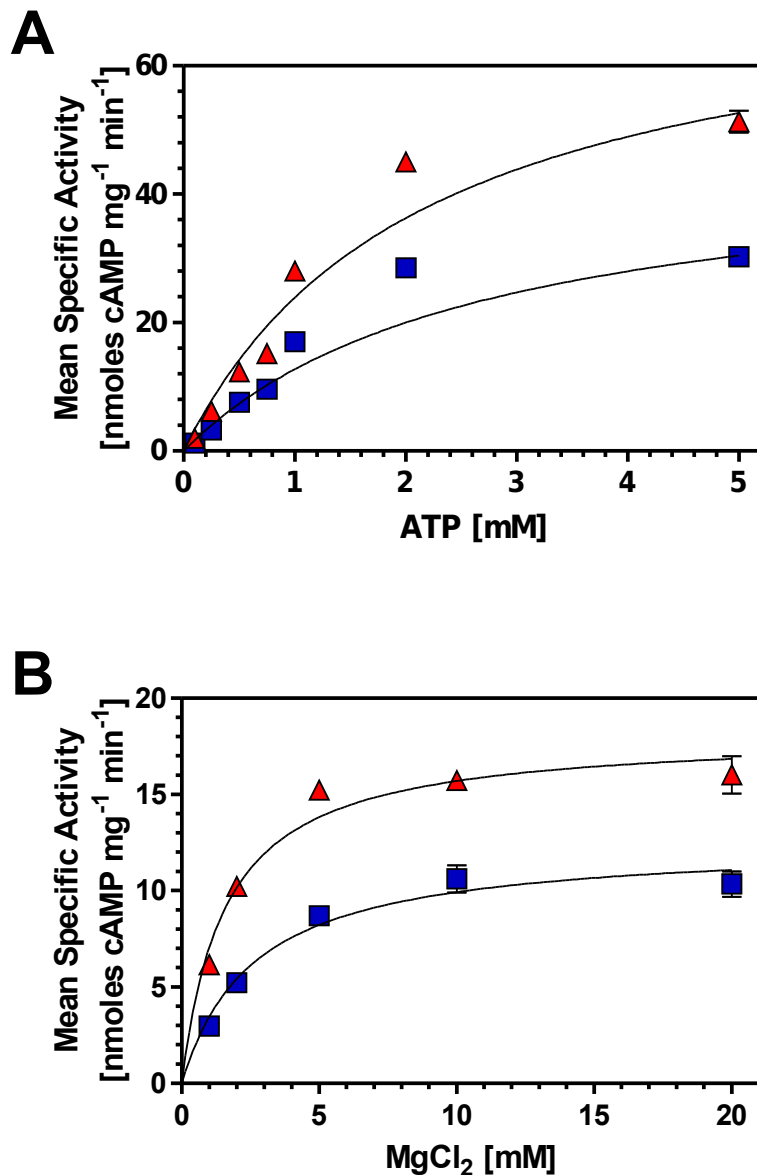 A
Mean Specific Activity
[nmoles cAMP mg⁻¹ min⁻¹]
60
40
20
0
0 1 2 3 4 5
ATP [mM]
B
Mean Specific Activity
[nmoles cAMP mg⁻¹ min⁻¹]
20
15
10
5
0
0 5 10 15 20
MgCl₂ [mM]